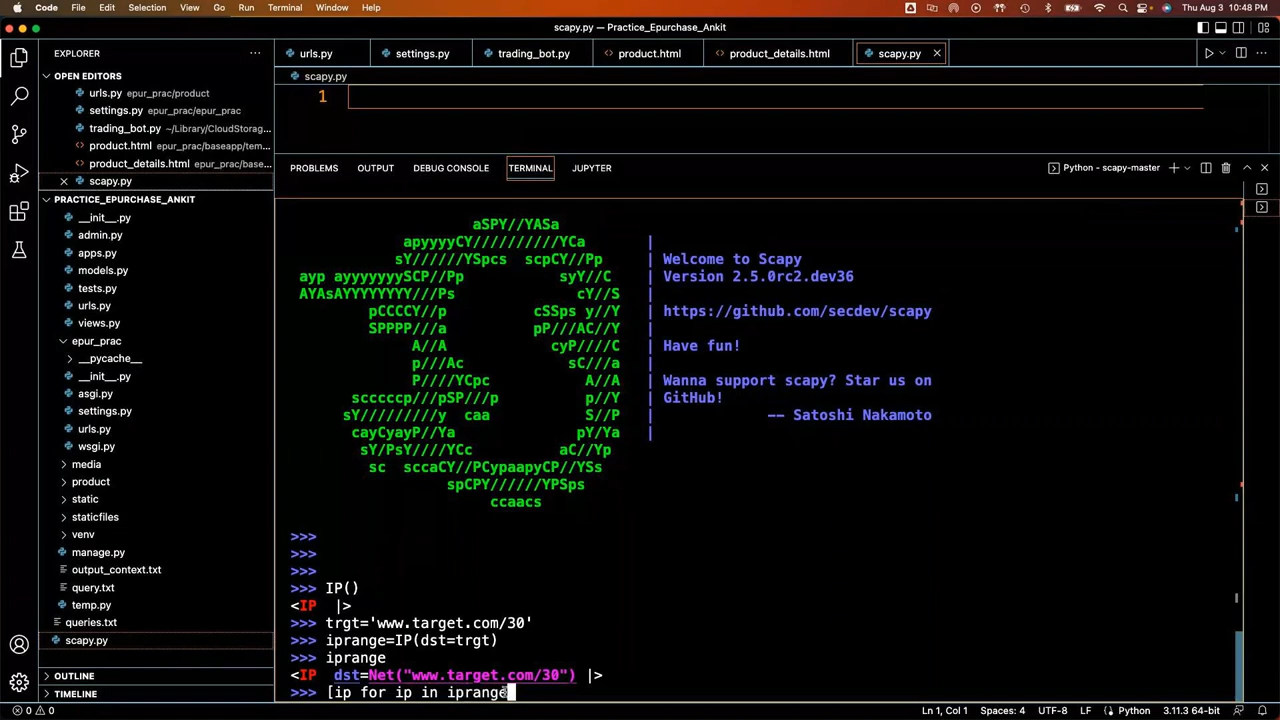 Code File Edit Selection View Go Run Terminal Window Help Thu Aug 3 10:48 PM
scapy.py — Practice_Epurchase_Ankit
EXPLORER
urls.py settings.py trading_bot.py product.html product_details.html scapy.py
OPEN EDITORS
scapy.py
urls.py epur_prac/product
1
settings.py epur_prac/epur_prac
trading_bot.py ~/Library/CloudStorag...
product.html epur_prac/baseapp/tem...
product_details.html epur_prac/base...
scapy.py
PROBLEMS OUTPUT DEBUG CONSOLE TERMINAL JUPYTER Python - scapy-master
PRACTICE_EPURCHASE_ANKIT
__init__.py
admin.py
apps.py
models.py
tests.py
urls.py
views.py
epur_prac
__pycache__
__init__.py
asgi.py
settings.py
urls.py
wsgi.py
media
product
static
staticfiles
venv
manage.py
output_context.txt
query.txt
temp.py
queries.txt
scapy.py
OUTLINE
TIMELINE
aSPY//YASa
apyyyyCY//////////YCa |
sY//////YSpcs scpCY//Pp | Welcome to Scapy
ayp ayyyyyyySCP//Pp syY//C | Version 2.5.0rc2.dev36
AYAsAYYYYYYYY///Ps cY//S |
pCCCCY//p cSSps y//Y | https://github.com/secdev/scapy
SPPPP///a pP///AC//Y |
A//A cyP////C | Have fun!
p///Ac sC///a |
P////YCpc A//A | Wanna support scapy? Star us on
scccccp///pSP///p p//Y | GitHub!
sY/////////y caa S//P | -- Satoshi Nakamoto
cayCyayP//Ya pY/Ya |
sY/PsY////YCc aC//Yp
sc sccaCY//PCypaapyCP//YSs
spCPY//////YPSps
ccaacs
>>>
>>>
>>>
>>> IP()
<IP |>
>>> trgt='www.target.com/30'
>>> iprange=IP(dst=trgt)
>>> iprange
<IP dst=Net("www.target.com/30") |>
>>> [ip for ip in iprange
0 0 Ln 1, Col 1 Spaces: 4 UTF-8 LF Python 3.11.3 64-bit